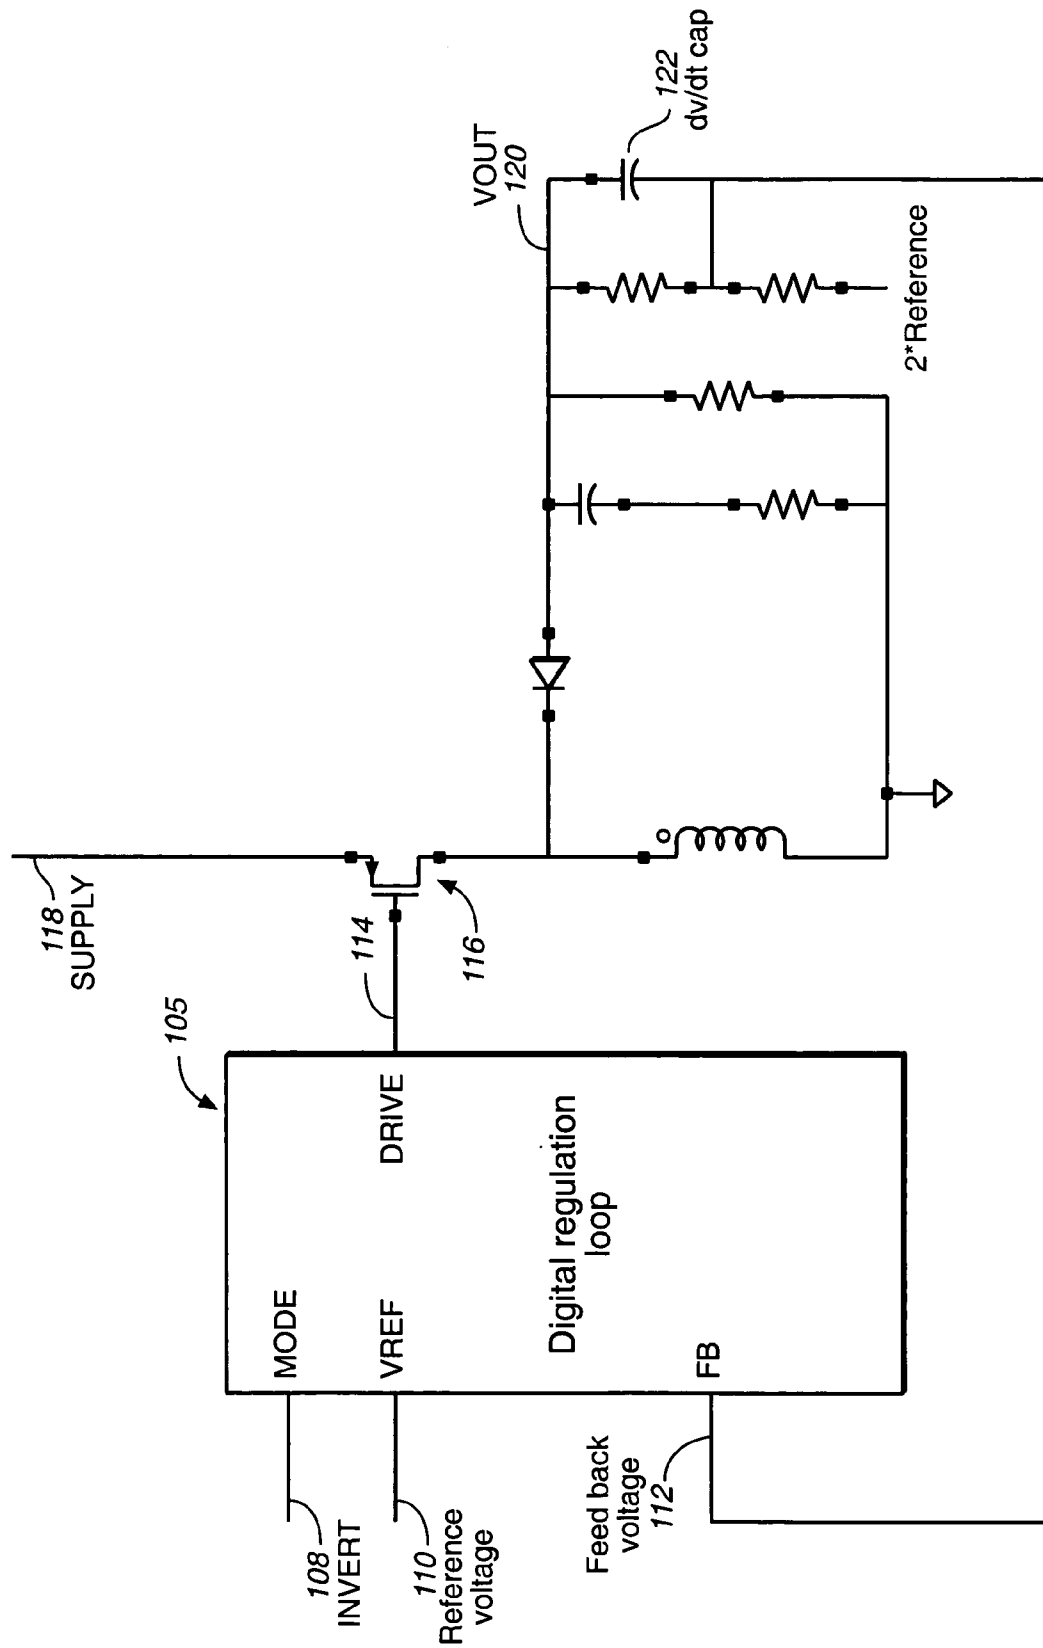 118
SUPPLY
VOUT
120
122
dv/dt cap
105
114
116
108
INVERT
MODE
110
Reference
voltage
VREF
DRIVE
Digital regulation
loop
Feed back
voltage
112
FB
2*Reference